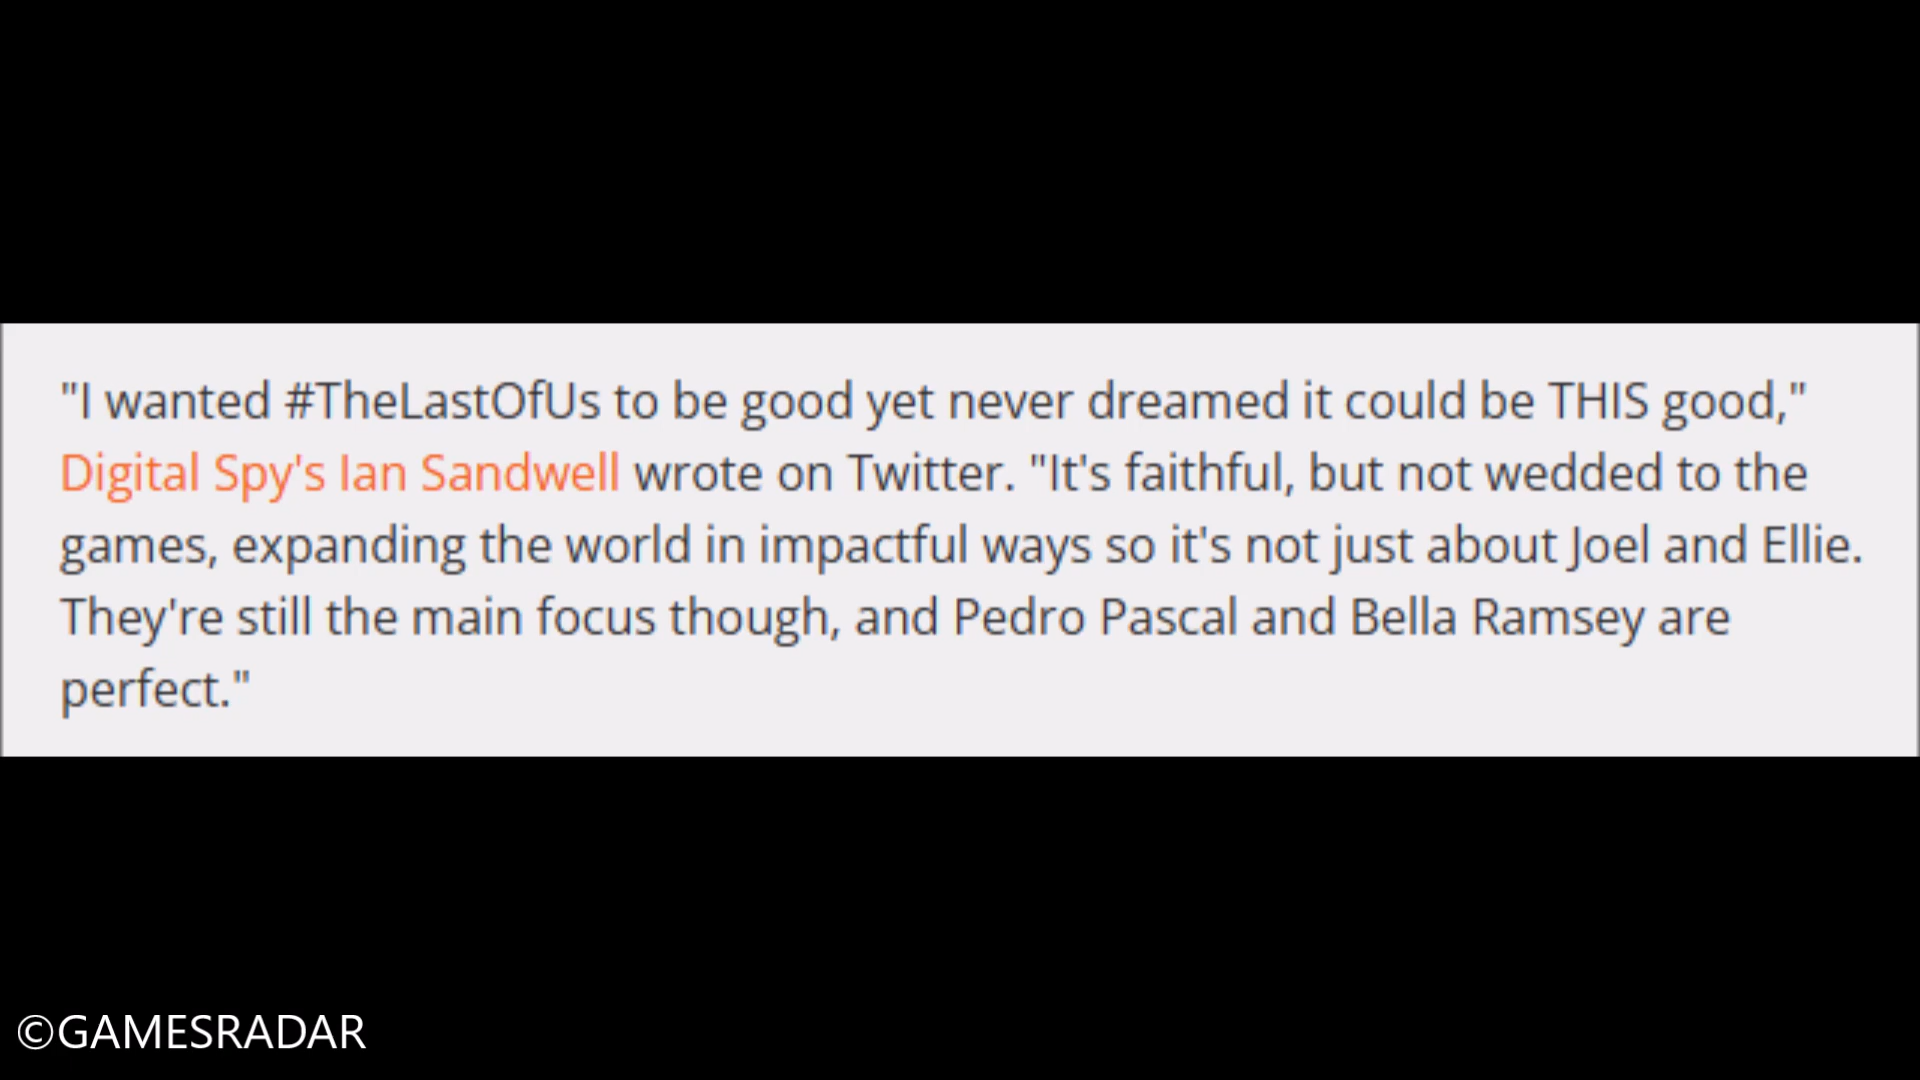 "I wanted #TheLastOfUs to be good yet never dreamed it could be THIS good,"
Digital Spy's Ian Sandwell wrote on Twitter. "It's faithful, but not wedded to the
games, expanding the world in impactful ways so it's not just about Joel and Ellie.
They're still the main focus though, and Pedro Pascal and Bella Ramsey are
perfect."
©GAMESRADAR